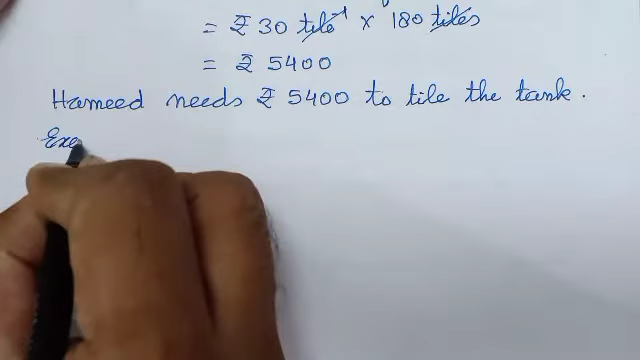 = ₹ 30 tile⁻¹ x 180 tiles
= ₹ 5400
Hameed needs ₹ 5400 to tile the tank.
Exe